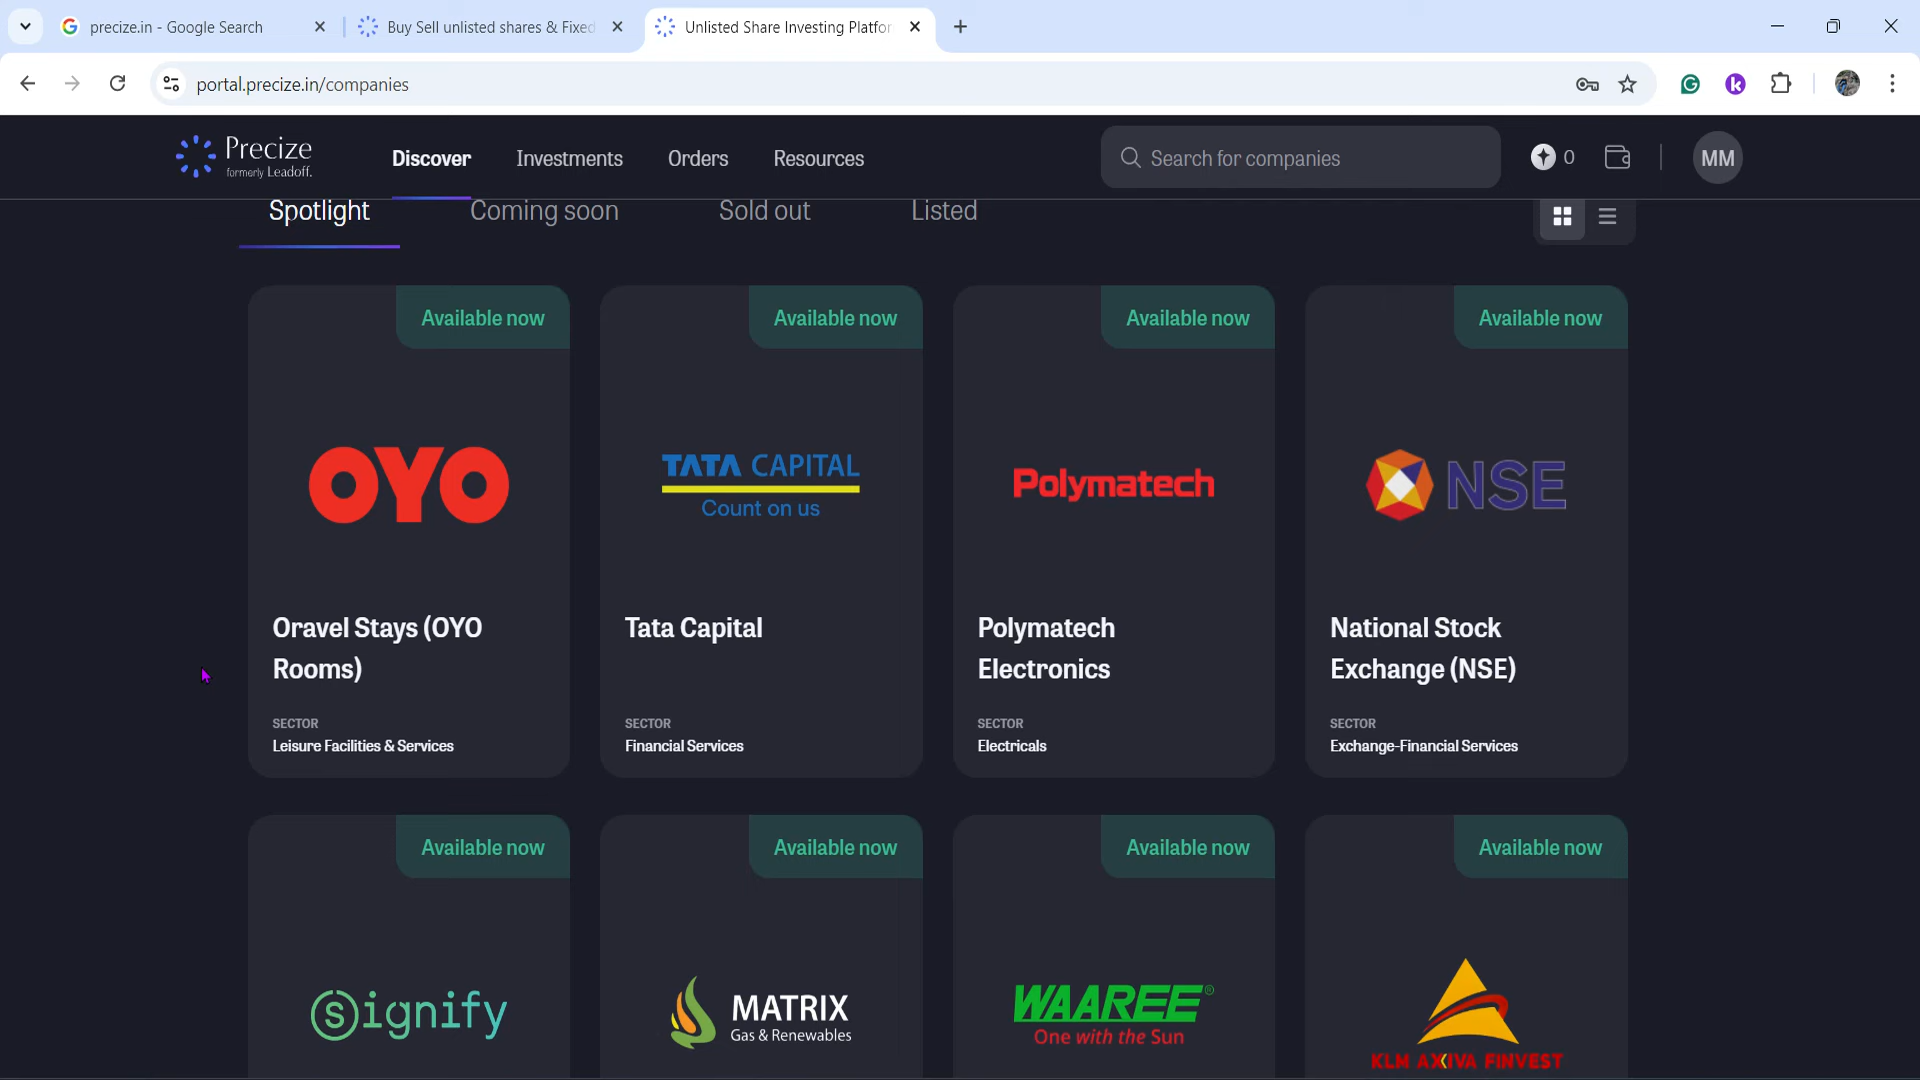 precize.in - Google Search
Buy Sell unlisted shares & Fixed
Unlisted Share Investing Platfor
portal.precize.in/companies
Precize
formerly Leadoff.
Discover
Investments
Orders
Resources
Search for companies
0
MM
Spotlight
Coming soon
Sold out
Listed
Available now
Available now
Available now
Available now
OYO
TATA CAPITAL
Count on us
Polymatech
NSE
Oravel Stays (OYO
Rooms)
Tata Capital
Polymatech
Electronics
National Stock
Exchange (NSE)
SECTOR
Leisure Facilities & Services
SECTOR
Financial Services
SECTOR
Electricals
SECTOR
Exchange-Financial Services
Available now
Available now
Available now
Available now
Signify
MATRIX
Gas & Renewables
WAAREE®
One with the Sun
KLM AXIVA FINVEST